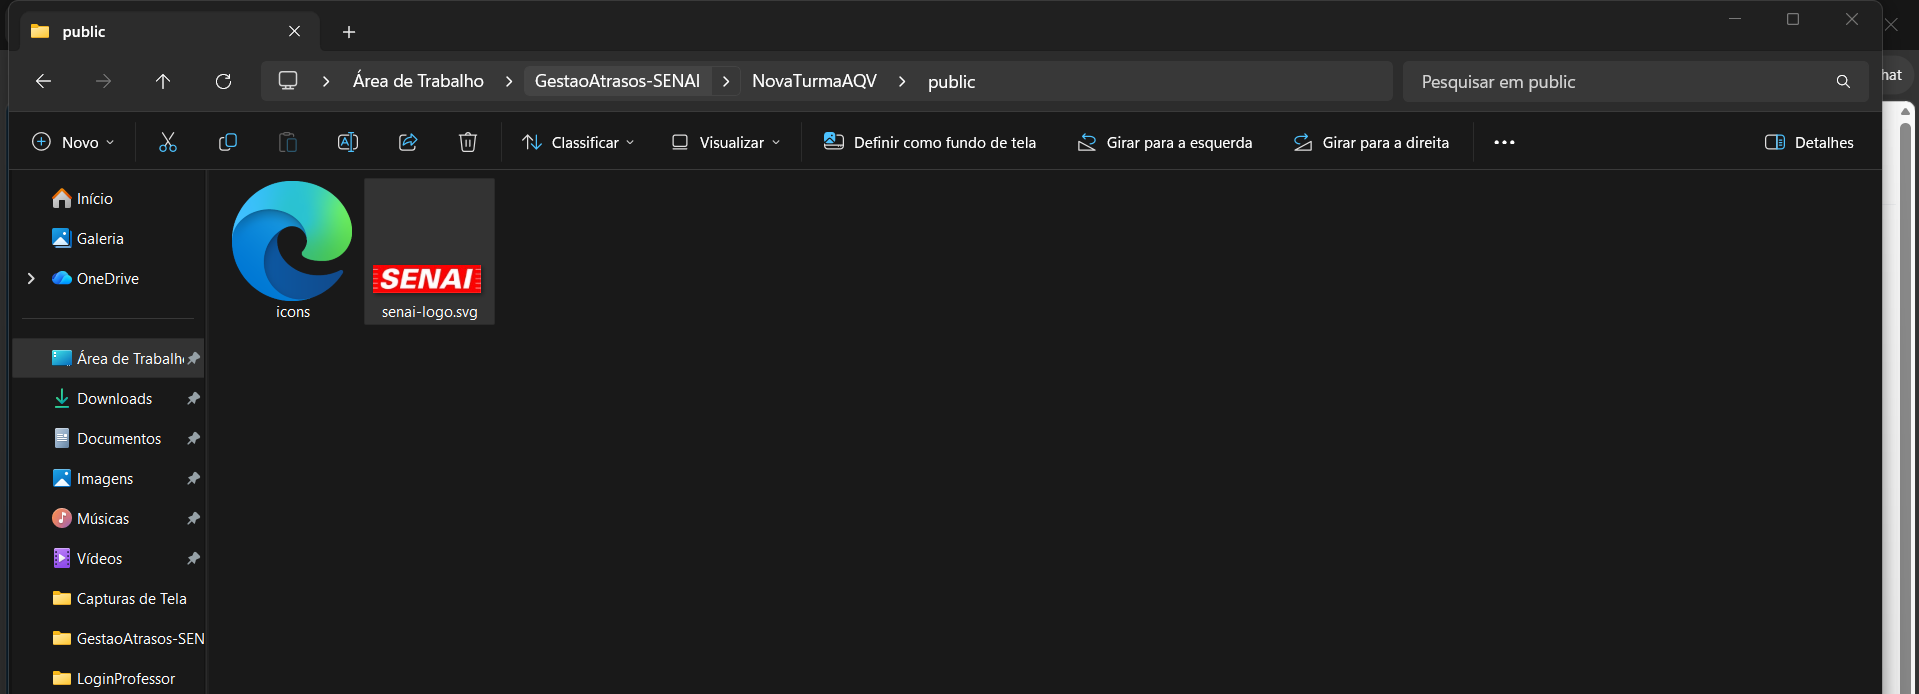 public
Área de Trabalho
GestaoAtrasos-SENAI
NovaTurmaAQV
public
Pesquisar em public
hat
Novo
Classificar
Visualizar
Definir como fundo de tela
Girar para a esquerda
Girar para a direita
Detalhes
Início
Galeria
OneDrive
Área de Trabalh
Downloads
Documentos
Imagens
Músicas
Vídeos
Capturas de Tela
GestaoAtrasos-SEN
LoginProfessor
icons
SENAI
senai-logo.svg